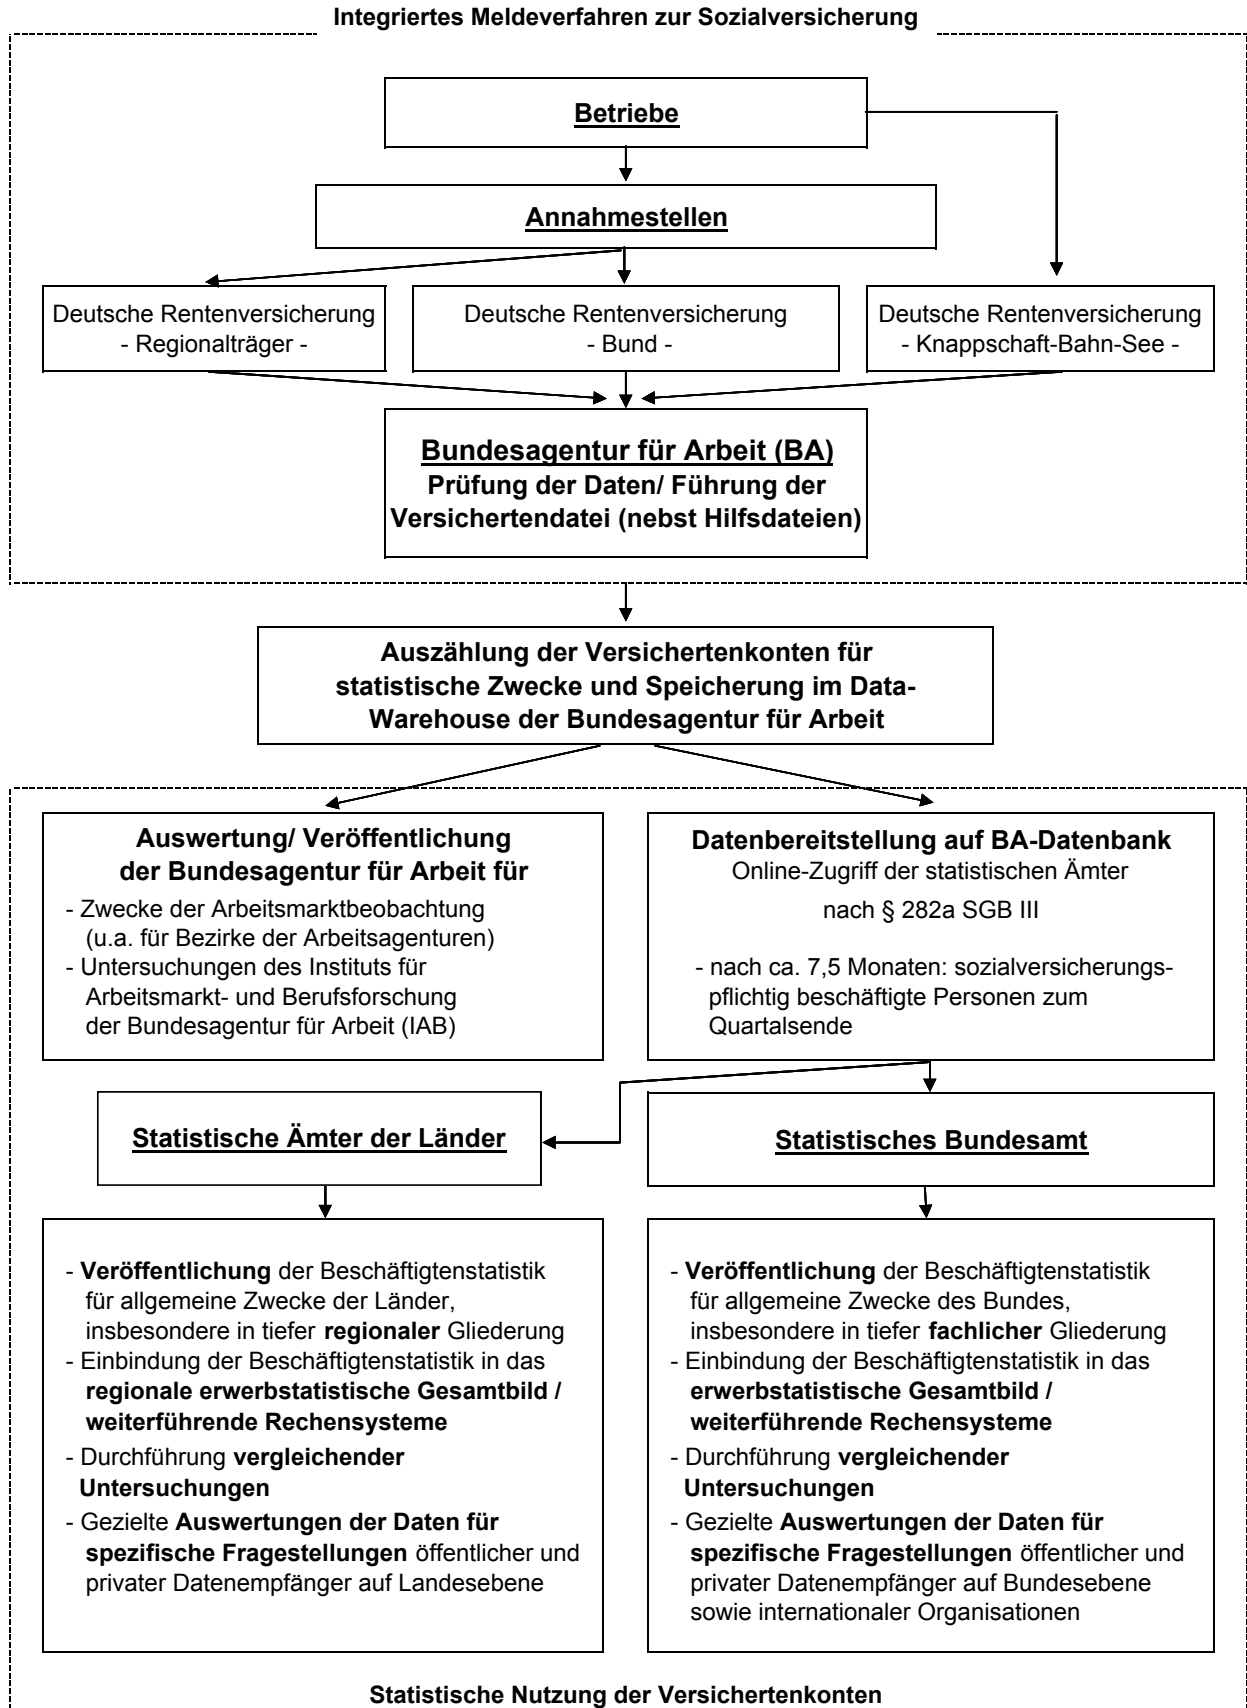 Integriertes Meldeverfahren zur Sozialversicherung
Betriebe
Annahmestellen
Deutsche Rentenversicherung
- Regionalträger -
Deutsche Rentenversicherung
- Bund -
Deutsche Rentenversicherung
- Knappschaft-Bahn-See -
Bundesagentur für Arbeit (BA)
Prüfung der Daten/ Führung der
Versichertendatei (nebst Hilfsdateien)
Auszählung der Versichertenkonten für
statistische Zwecke und Speicherung im Data-
Warehouse der Bundesagentur für Arbeit
Auswertung/ Veröffentlichung
der Bundesagentur für Arbeit für
- Zwecke der Arbeitsmarktbeobachtung
(u.a. für Bezirke der Arbeitsagenturen)
- Untersuchungen des Instituts für
Arbeitsmarkt- und Berufsforschung
der Bundesagentur für Arbeit (IAB)
Datenbereitstellung auf BA-Datenbank
Online-Zugriff der statistischen Ämter
nach § 282a SGB III
- nach ca. 7,5 Monaten: sozialversicherungs-
pflichtig beschäftigte Personen zum
Quartalsende
Statistische Ämter der Länder
Statistisches Bundesamt
- Veröffentlichung der Beschäftigtenstatistik
für allgemeine Zwecke der Länder,
insbesondere in tiefer regionaler Gliederung
- Einbindung der Beschäftigtenstatistik in das
regionale erwerbstatistische Gesamtbild /
weiterführende Rechensysteme
- Durchführung vergleichender
Untersuchungen
- Gezielte Auswertungen der Daten für
spezifische Fragestellungen öffentlicher und
privater Datenempfänger auf Landesebene
- Veröffentlichung der Beschäftigtenstatistik
für allgemeine Zwecke des Bundes,
insbesondere in tiefer fachlicher Gliederung
- Einbindung der Beschäftigtenstatistik in das
erwerbstatistische Gesamtbild /
weiterführende Rechensysteme
- Durchführung vergleichender
Untersuchungen
- Gezielte Auswertungen der Daten für
spezifische Fragestellungen öffentlicher und
privater Datenempfänger auf Bundesebene
sowie internationaler Organisationen
Statistische Nutzung der Versichertenkonten